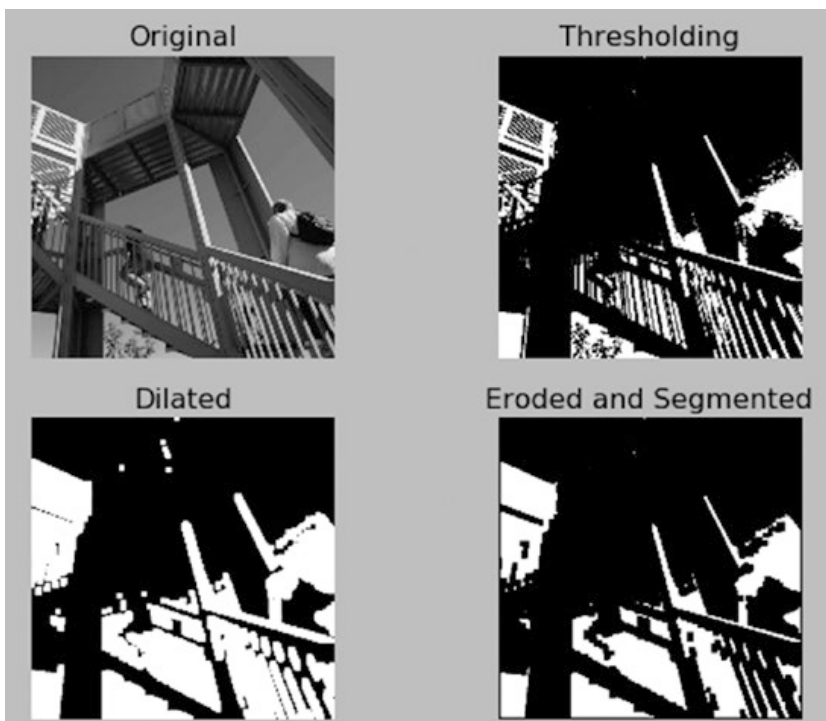 Original
Thresholding
Dilated
Eroded and Segmented